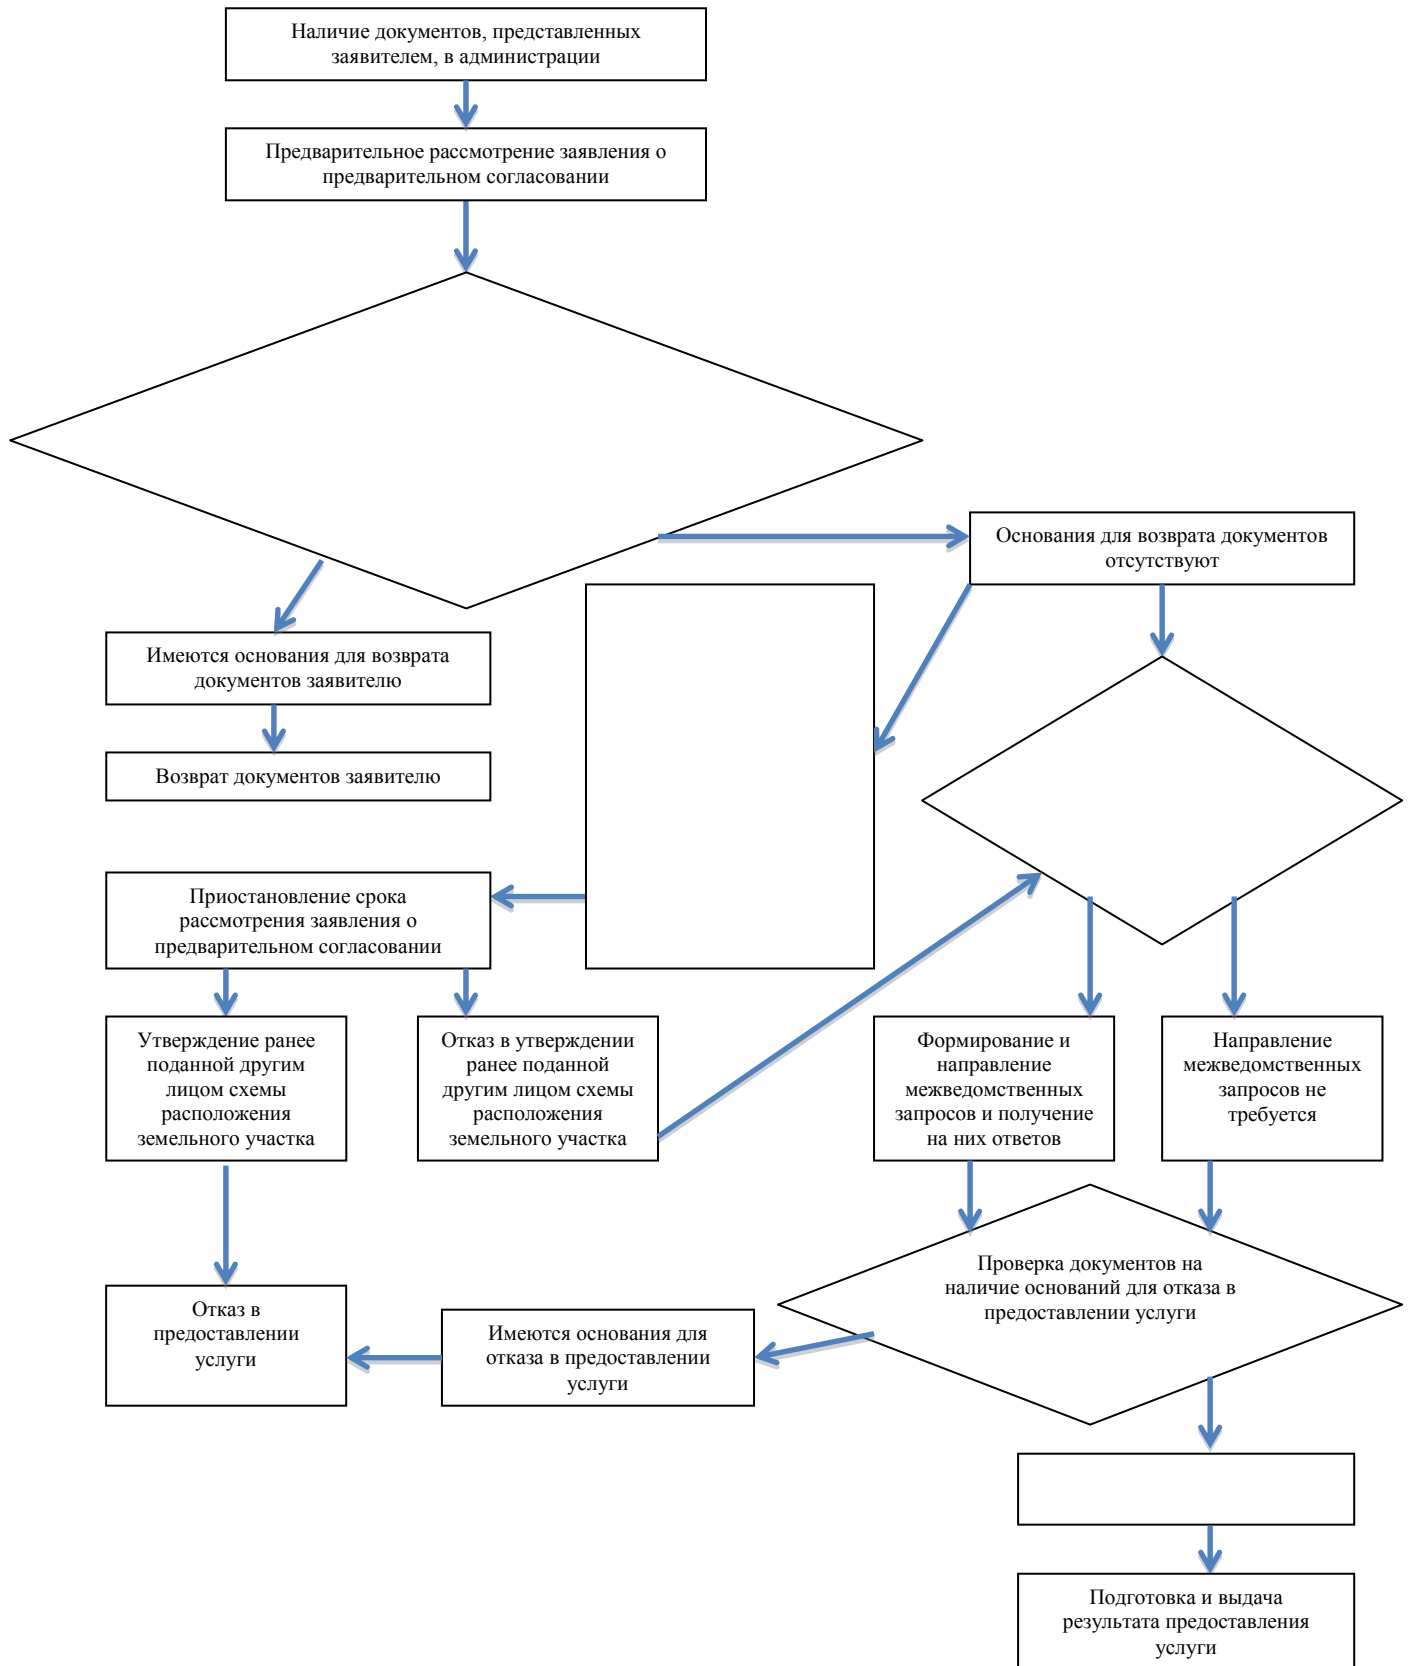 Наличие документов, представленных
заявителем, в администрации
Предварительное рассмотрение заявления о
предварительном согласовании
Основания для возврата документов
отсутствуют
Имеются основания для возврата
документов заявителю
Возврат документов заявителю
Приостановление срока
рассмотрения заявления о
предварительном согласовании
Утверждение ранее
поданной другим
лицом схемы
расположения
земельного участка
Отказ в утверждении
ранее поданной
другим лицом схемы
расположения
земельного участка
Формирование и
направление
межведомственных
запросов и получение
на них ответов
Направление
межведомственных
запросов не
требуется
Проверка документов на
наличие оснований для отказа в
предоставлении услуги
Отказ в
предоставлении
услуги
Имеются основания для
отказа в предоставлении
услуги
Подготовка и выдача
результата предоставления
услуги